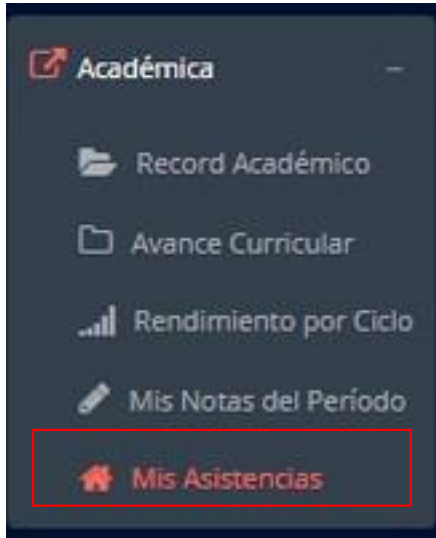 Académica
Record Académico
Avance Curricular
Rendimiento por Ciclo
Mis Notas del Período
Mis Asistencias